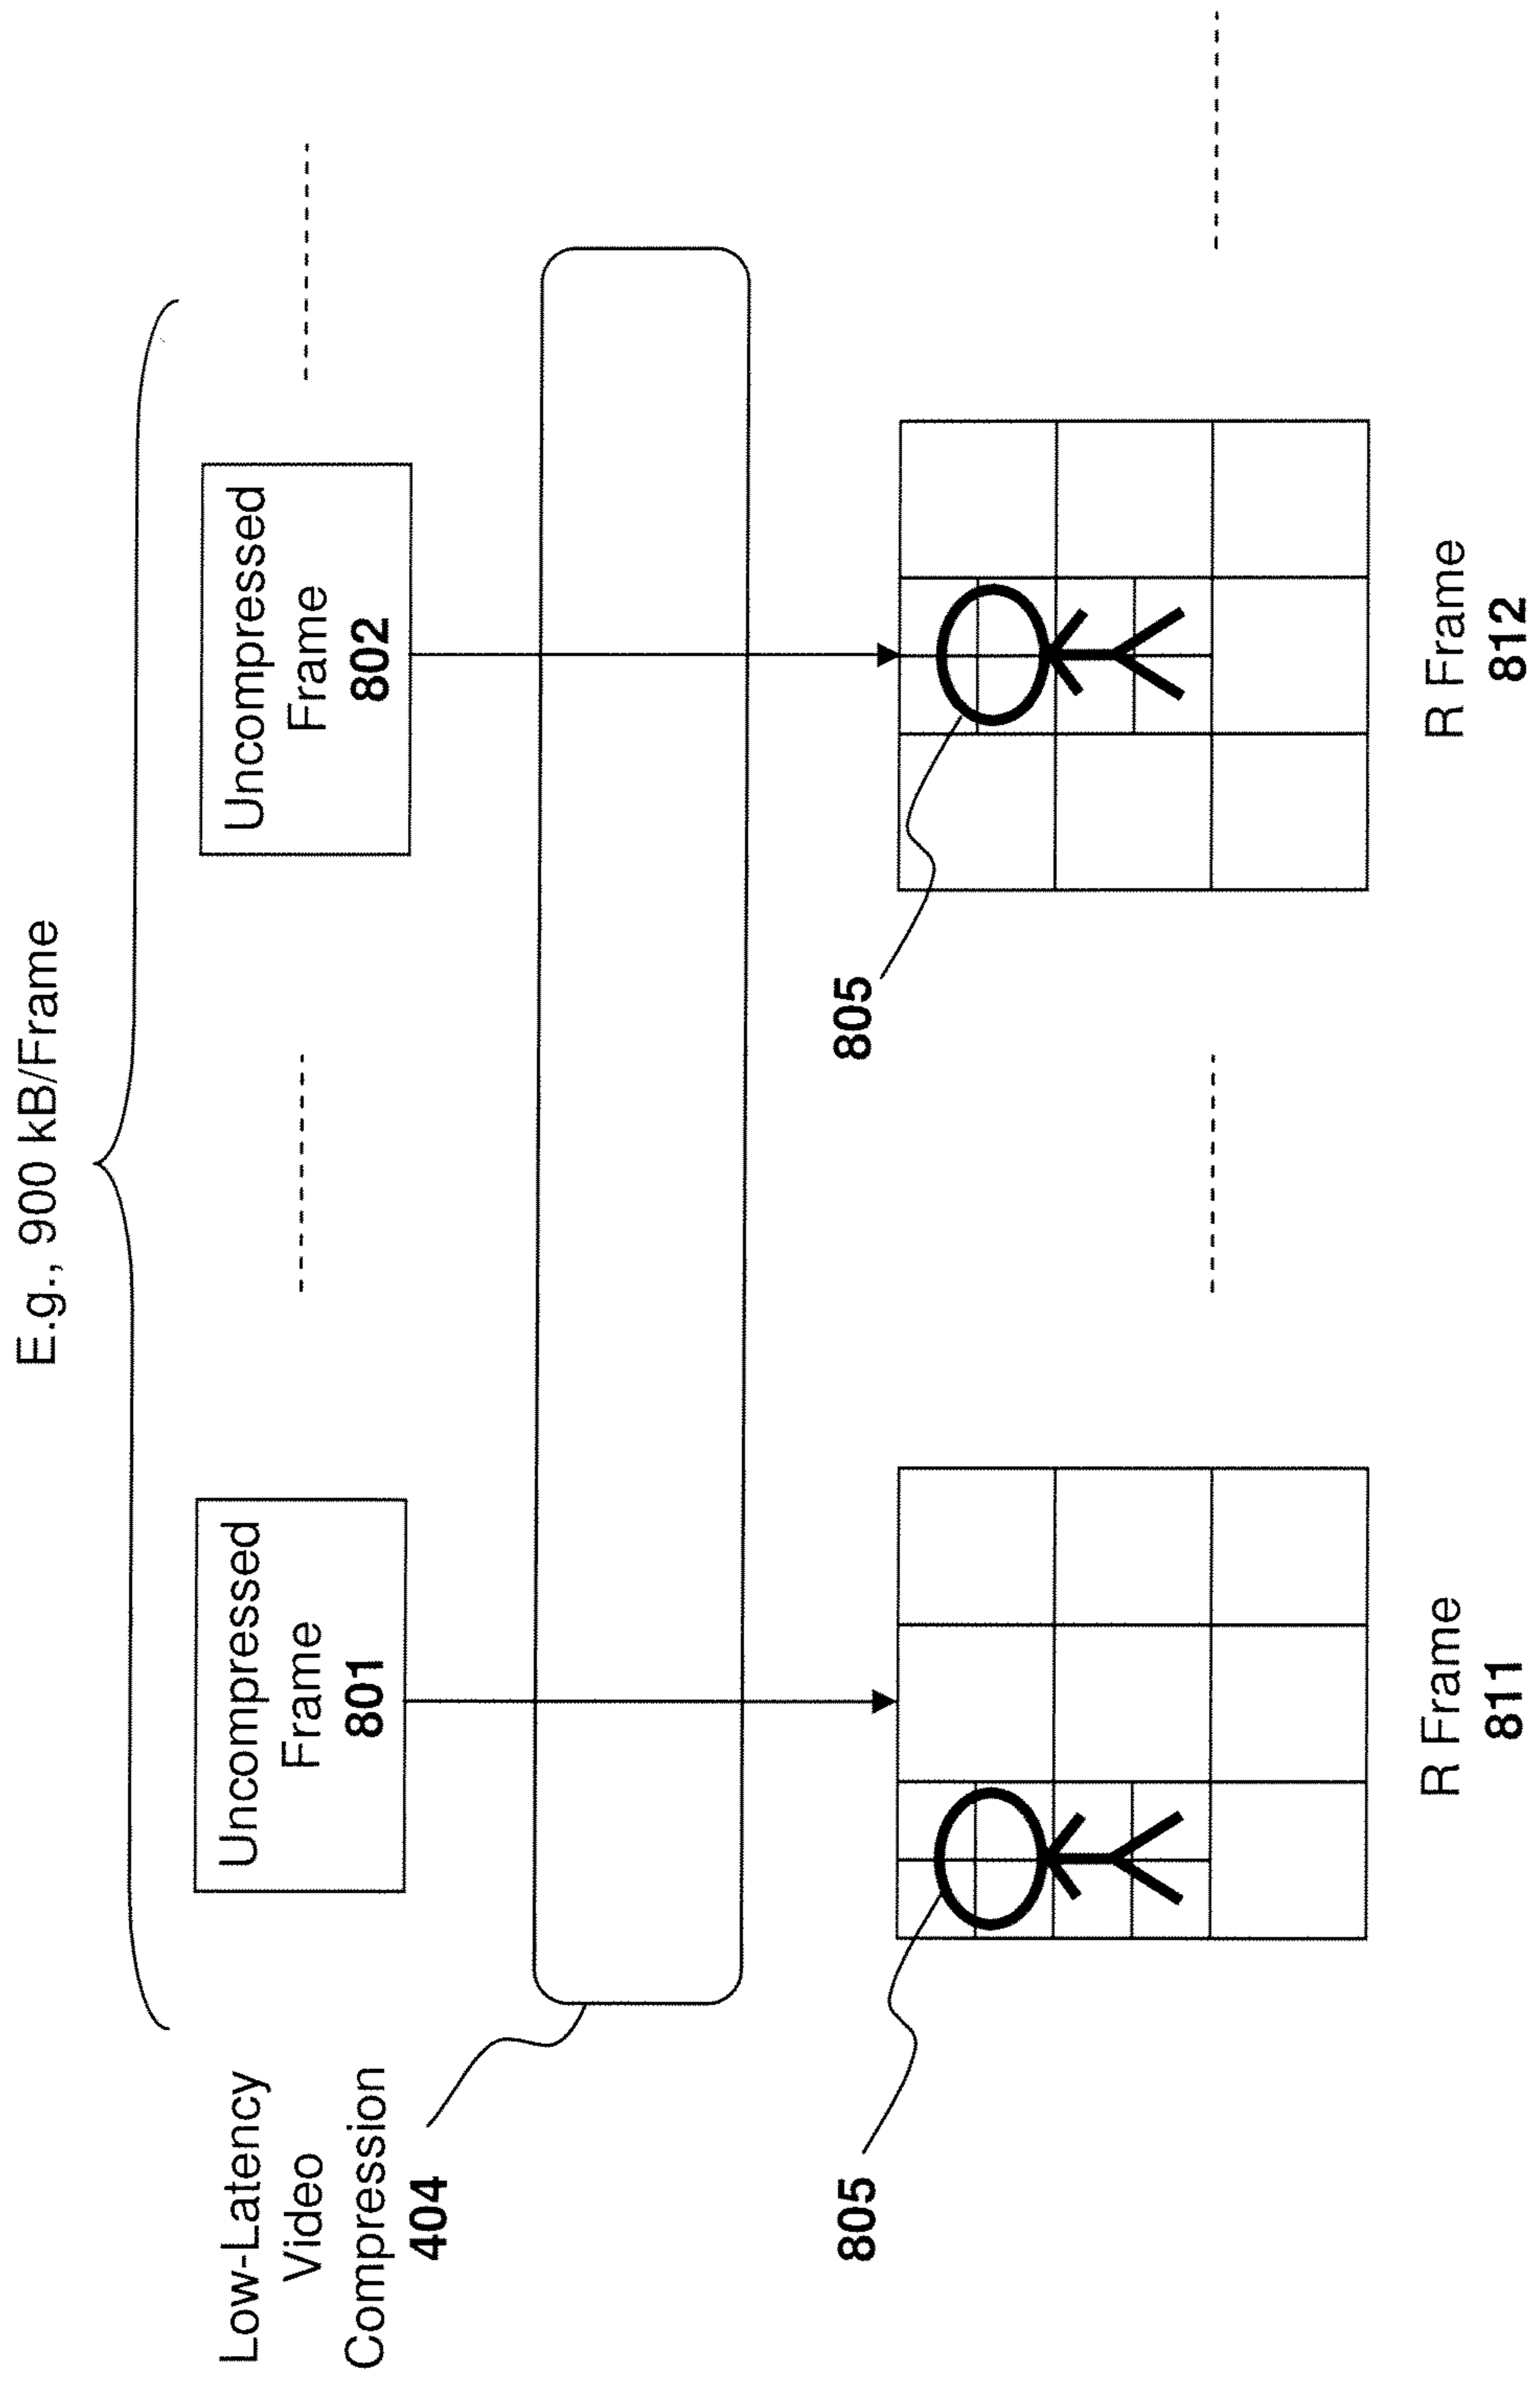 E.g., 900 kB/Frame
Low-Latency
Video
Compression
404
Uncompressed
Frame
801
Uncompressed
Frame
802
805
805
R Frame
811
R Frame
812